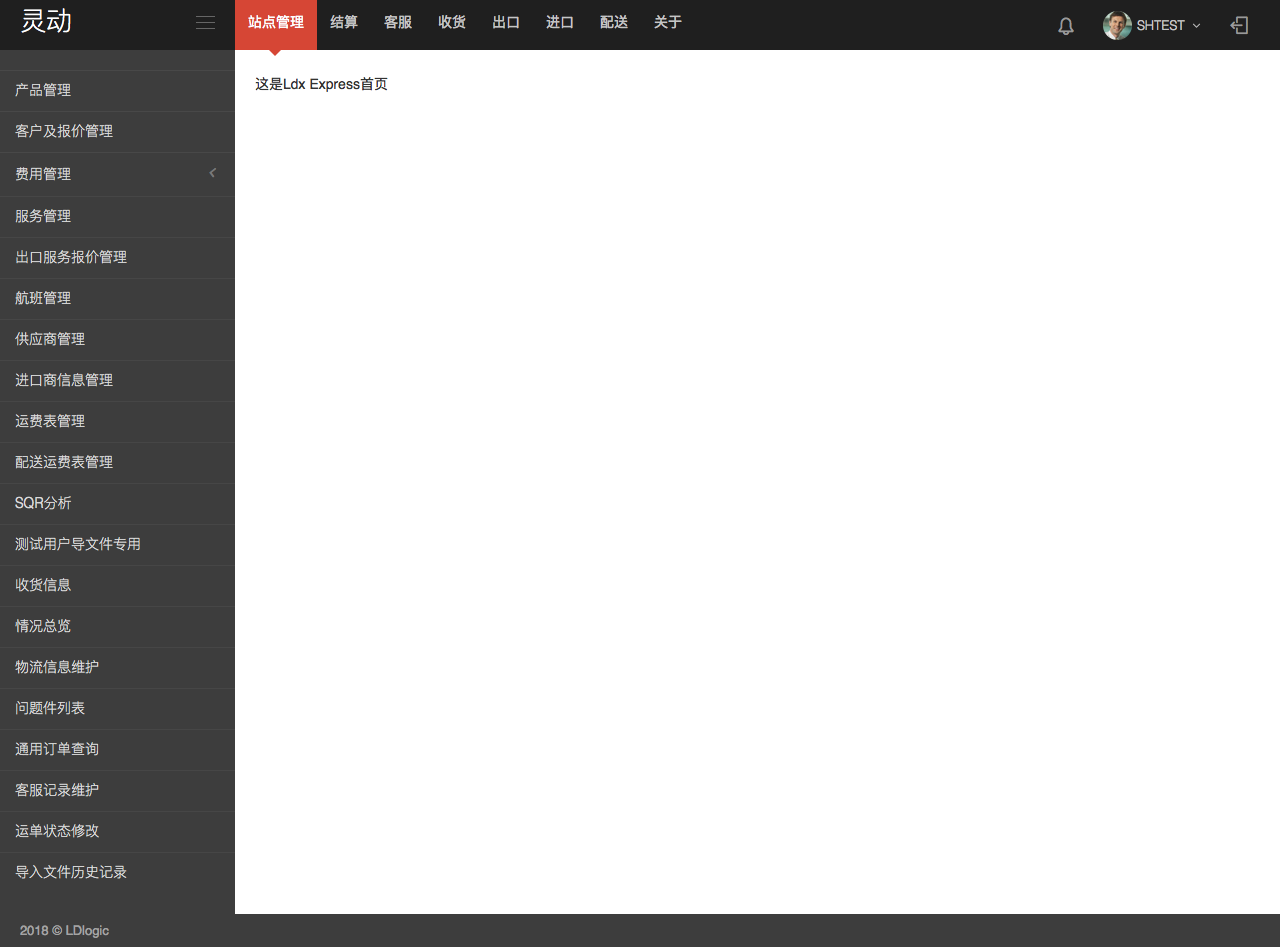 灵动
站点管理 结算 客服 收货 出口 进口 配送 关于
SHTEST
产品管理
客户及报价管理
费用管理
服务管理
出口服务报价管理
航班管理
供应商管理
进口商信息管理
运费表管理
配送运费表管理
SQR分析
测试用户导文件专用
收货信息
情况总览
物流信息维护
问题件列表
通用订单查询
客服记录维护
运单状态修改
导入文件历史记录
这是Ldx Express首页
2018 © LDlogic